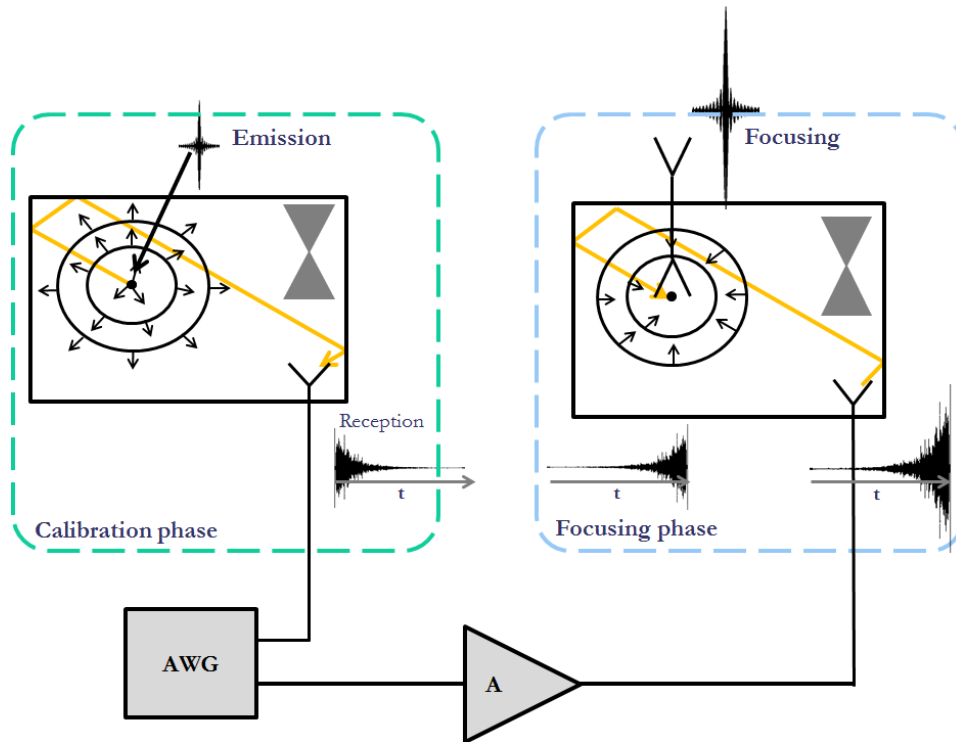 Emission
Focusing
Reception
t
t
t
Calibration phase
Focusing phase
AWG
A